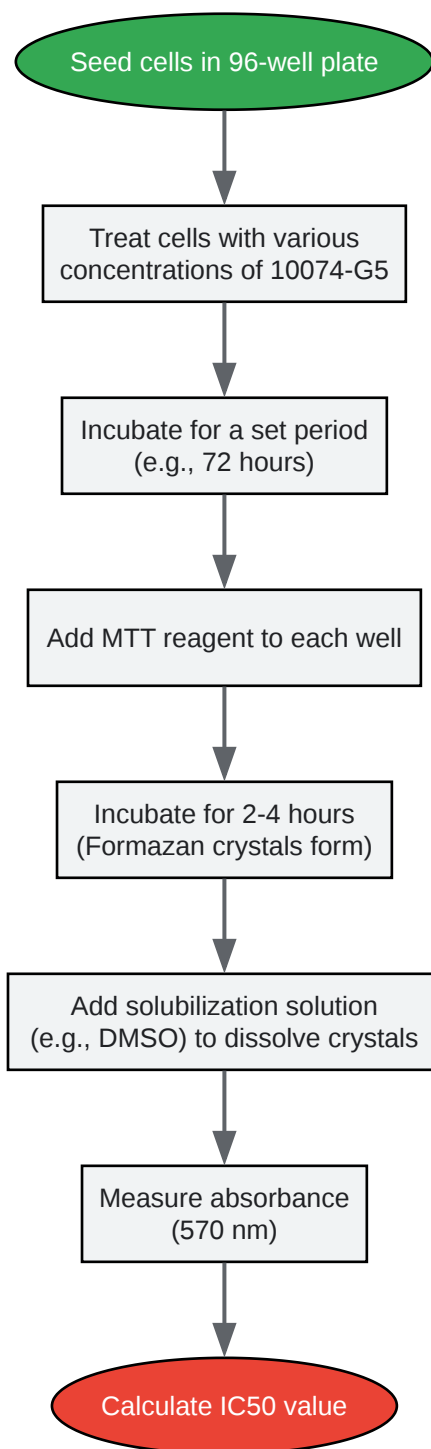 Seed cells in 96-well plate
Treat cells with various
concentrations of 10074-G5
Incubate for a set period
(e.g., 72 hours)
Add MTT reagent to each well
Incubate for 2-4 hours
(Formazan crystals form)
Add solubilization solution
(e.g., DMSO) to dissolve crystals
Measure absorbance
(570 nm)
Calculate IC50 value